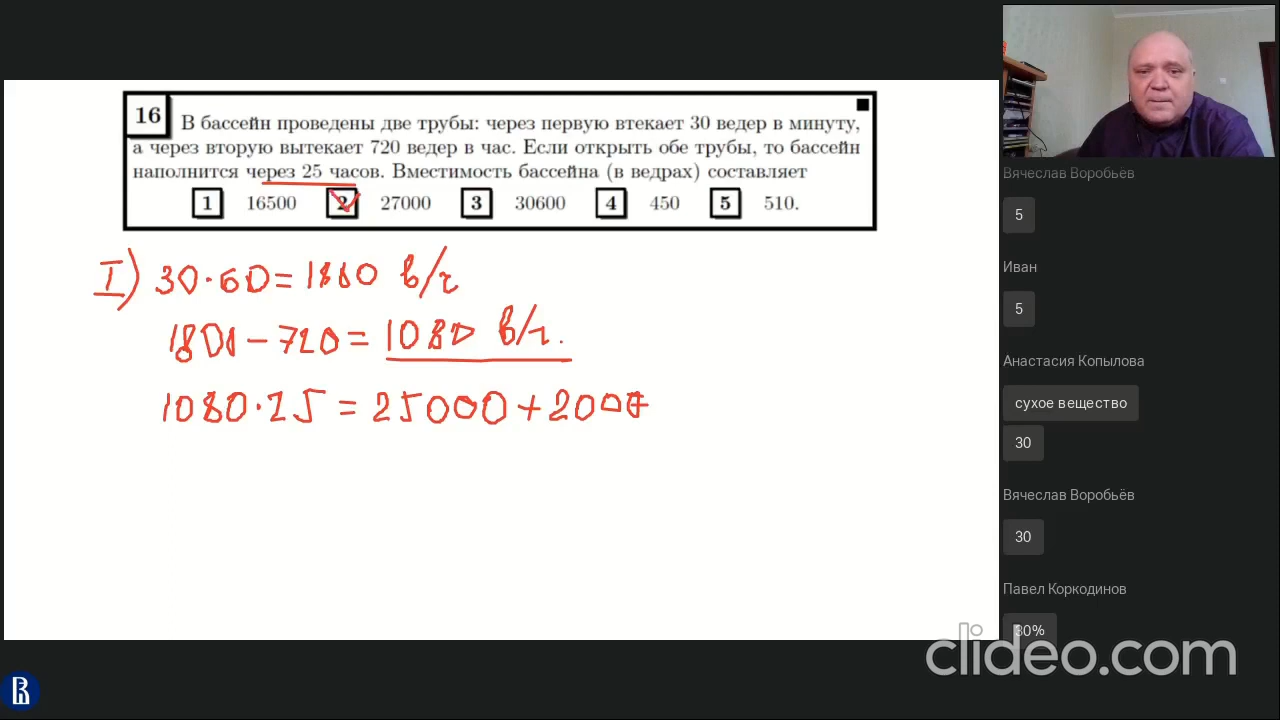 16
В бассейн праведены две трубы: через первую втекает 30 ведер в минуту,
а через вторую вытекает 720 ведер в час. Если открыть обе трубы, то бассейн
наполнится через 25 часов. Вместимость бассейна (в ведрах) составляет
1 16500 2 27000 3 30600 4 450 5 510.
I) 30·60=1800 в/ч
1800-720=1080 в/ч.
1080·25=25000+2000
Вячеслав Воробьёв
5
Иван
5
Анастасия Копылова
сухое вещество
30
Вячеслав Воробьёв
30
Павел Коркодинов
30%
clideo.com